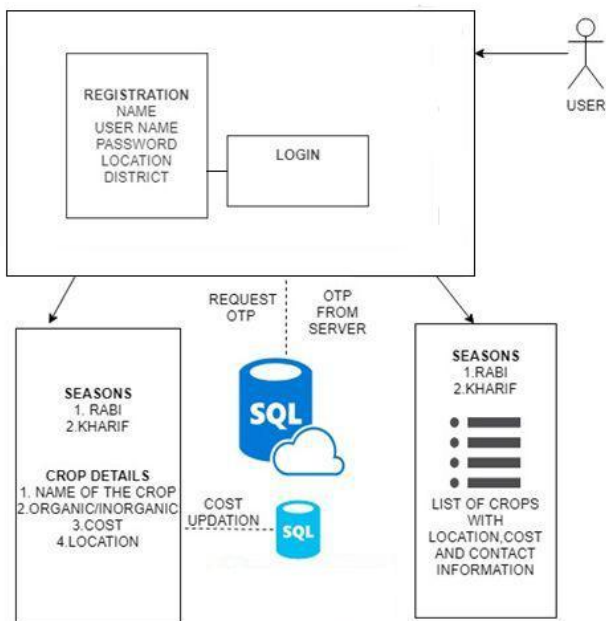 REGISTRATION
NAME
USER NAME
PASSWORD
LOCATION
DISTRICT
LOGIN
USER
REQUEST
OTP
OTP
FROM
SERVER
SEASONS
1. RABI
2.KHARIF
CROP DETAILS
1. NAME OF THE CROP
2.ORGANIC/INORGANIC
3.COST
4.LOCATION
SQL
COST
UPDATION
SQL
SEASONS
1.RABI
2.KHARIF
LIST OF CROPS
WITH
LOCATION,COST
AND CONTACT
INFORMATION